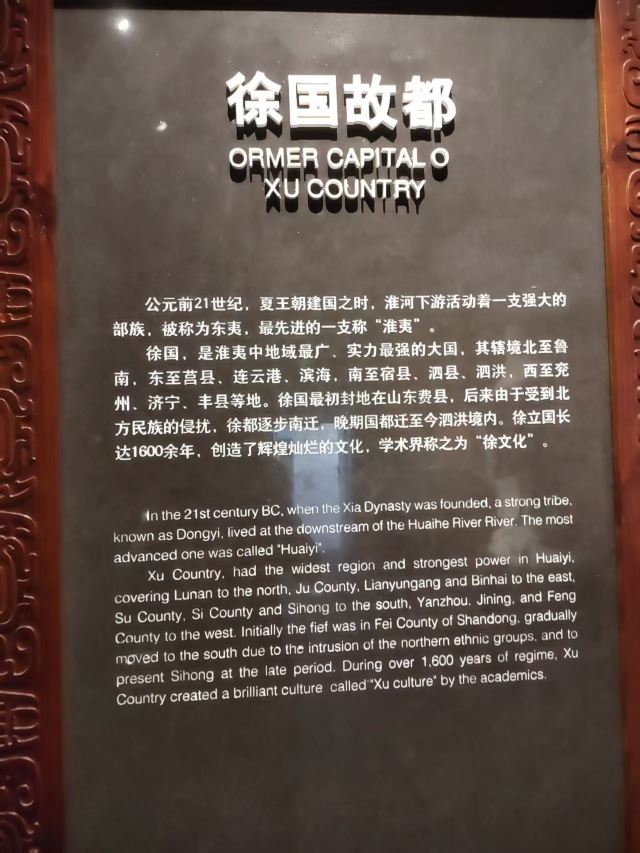 徐国故都
ORMER CAPITAL O
XU COUNTRY
公元前21世纪，夏王朝建国之时，淮河下游活动着一支强大的
部族，被称为东夷，最先进的一支称“淮夷”。
徐国，是淮夷中地域最广、实力最强的大国，其辖境北至鲁
南，东至莒县、连云港、滨海，南至宿县、泗县、泗洪，西至兖
州、济宁、丰县等地。徐国最初封地在山东费县，后来由于受到北
方民族的侵扰，徐都逐步南迁，晚期国都迁至今泗洪境内。徐立国长
达1600余年，创造了辉煌灿烂的文化，学术界称之为“徐文化”。
In the 21st century BC, when the Xia Dynasty was founded, a strong tribe,
known as Dongyi, lived at the downstream of the Huaihe River River. The most
advanced one was called "Huaiyi".
Xu Country, had the widest region and strongest power in Huaiyi,
covering Lunan to the north, Ju County, Lianyungang and Binhai to the east,
Su County, Si County and Sihong to the south, Yanzhou, Jining, and Feng
County to the west. Initially the fief was in Fei County of Shandong, gradually
moved to the south due to the intrusion of the northern ethnic groups, and to
present Sihong at the late period. During over 1,600 years of regime, Xu
Country created a brilliant culture called "Xu culture" by the academics.